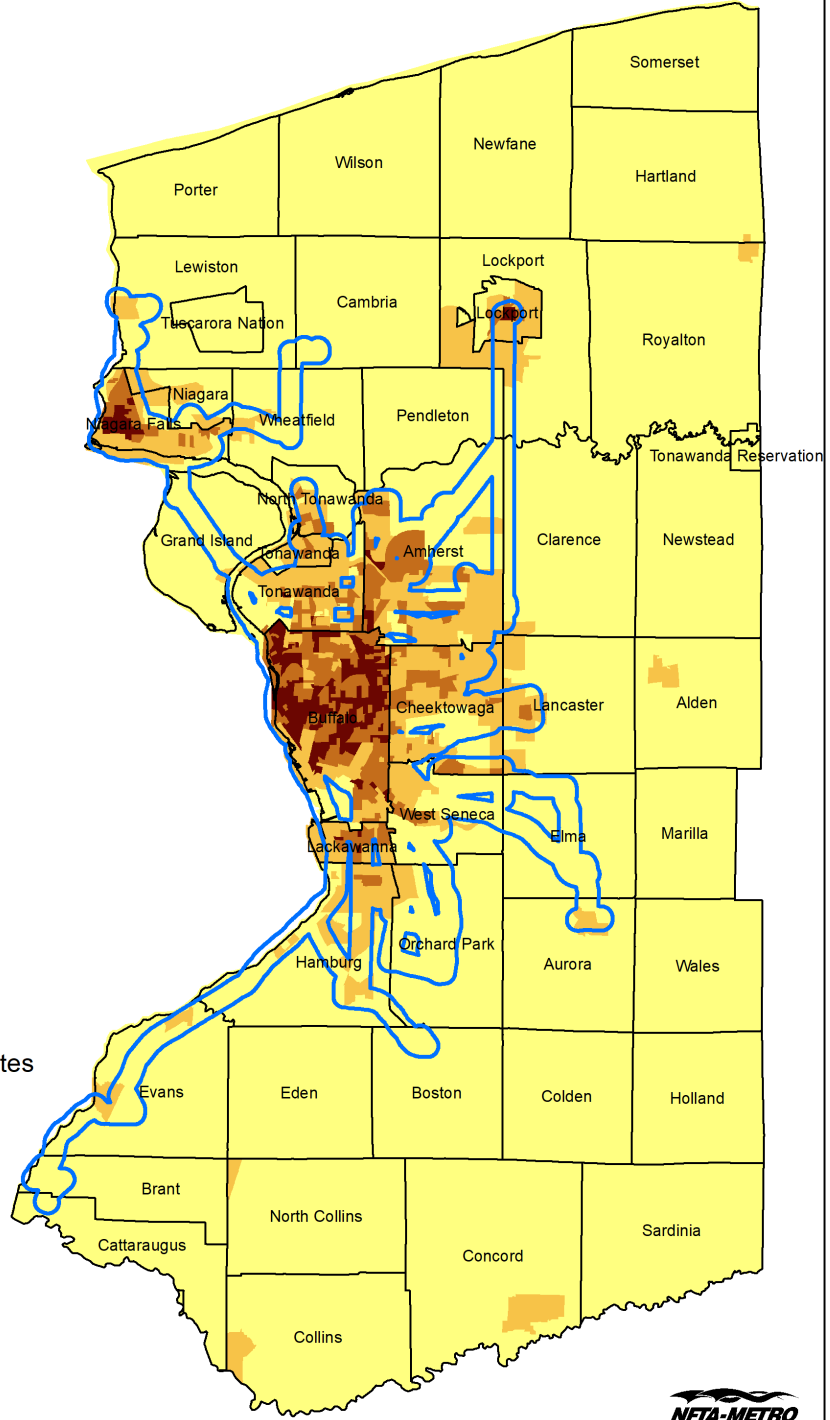 Somerset
Newfane
Wilson
Hartland
Porter
Lockport
Lewiston
Cambria
Lockport
Tuscarora Nation
Royalton
Niagara
Pendleton
Wheatfield
Niagara Falls
Tonawanda Reservation
North Tonawanda
Grand Island
Clarence
Newstead
Tonawanda
Amherst
Tonawanda
Alden
Cheektowaga
Lancaster
Buffalo
West Seneca
Marilla
Elma
Lackawanna
Orchard Park
Hamburg
Aurora
Wales
tes
Evans
Eden
Boston
Colden
Holland
Brant
North Collins
Sardinia
Cattaraugus
Concord
Collins
NFTA-METRO